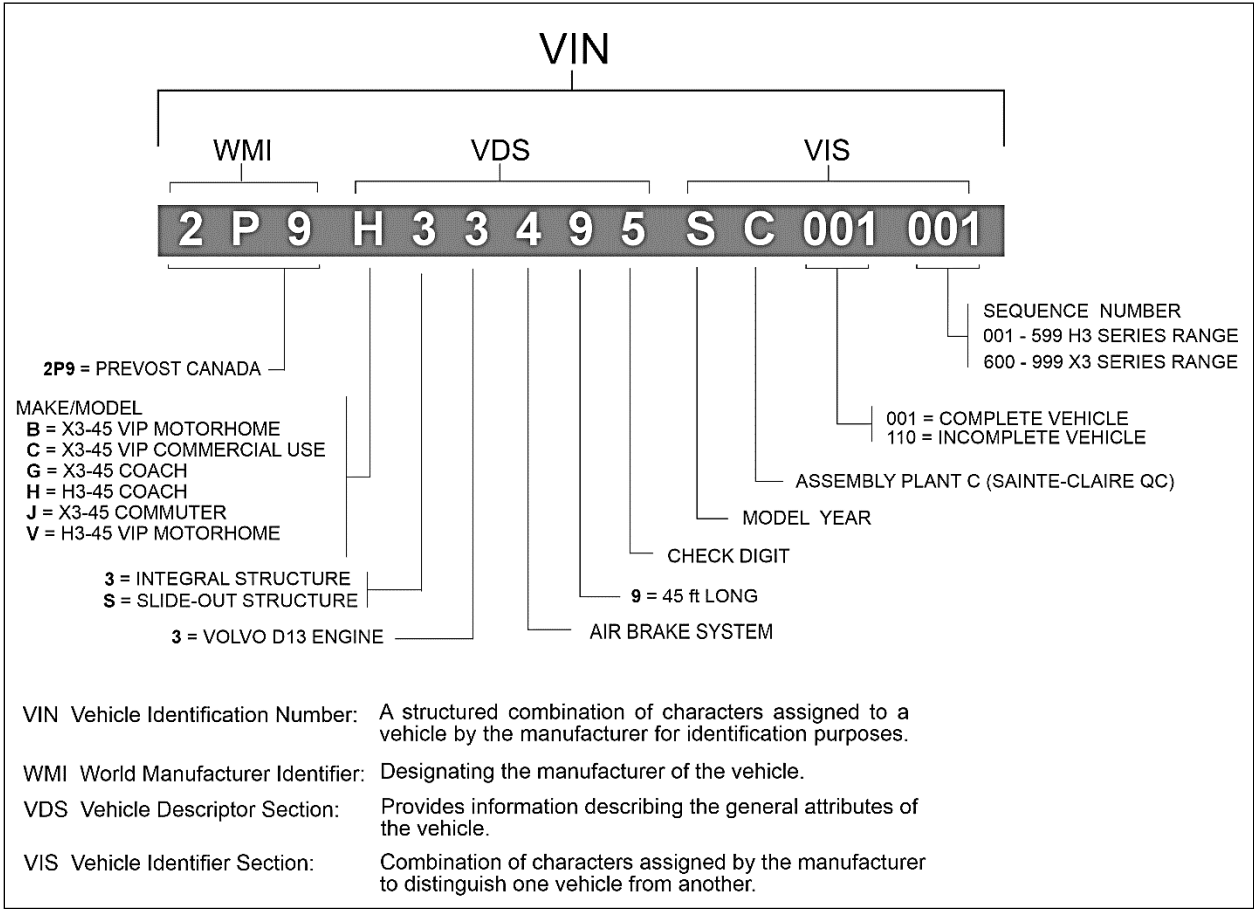 VIN
WMI VDS VIS
2 P 9 H 3 3 4 9 5 S C 001 001
SEQUENCE NUMBER
001 - 599 H3 SERIES RANGE
600 - 999 X3 SERIES RANGE
2P9 = PREVOST CANADA
MAKE/MODEL
B = X3-45 VIP MOTORHOME
C = X3-45 VIP COMMERCIAL USE
G = X3-45 COACH
H = H3-45 COACH
J = X3-45 COMMUTER
V = H3-45 VIP MOTORHOME
001 = COMPLETE VEHICLE
110 = INCOMPLETE VEHICLE
ASSEMBLY PLANT C (SAINTE-CLAIRE QC)
MODEL YEAR
CHECK DIGIT
3 = INTEGRAL STRUCTURE
S = SLIDE-OUT STRUCTURE
9 = 45 ft LONG
3 = VOLVO D13 ENGINE
AIR BRAKE SYSTEM
VIN Vehicle Identification Number: A structured combination of characters assigned to a
vehicle by the manufacturer for identification purposes.
WMI World Manufacturer Identifier: Designating the manufacturer of the vehicle.
VDS Vehicle Descriptor Section: Provides information describing the general attributes of
the vehicle.
VIS Vehicle Identifier Section: Combination of characters assigned by the manufacturer
to distinguish one vehicle from another.